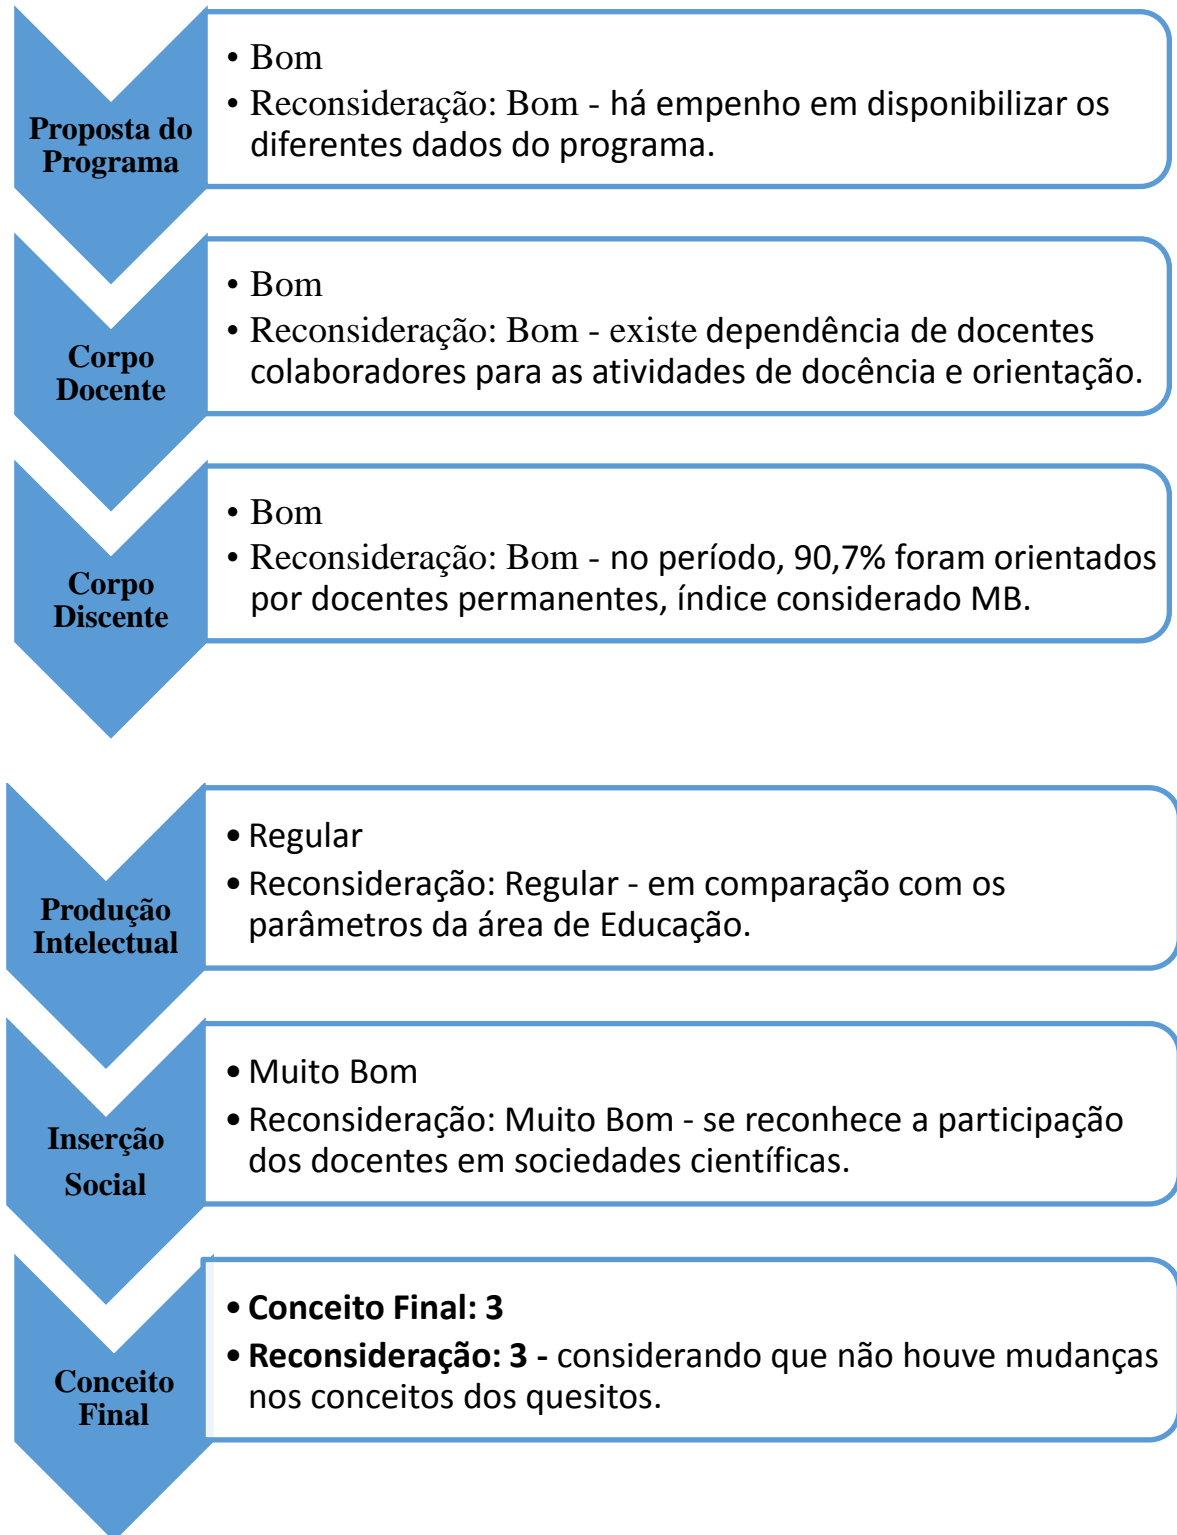 Proposta do
Programa
• Bom
• Reconsideração: Bom - há empenho em disponibilizar os
diferentes dados do programa.
Corpo
Docente
• Bom
• Reconsideração: Bom - existe dependência de docentes
colaboradores para as atividades de docência e orientação.
Corpo
Discente
• Bom
• Reconsideração: Bom - no período, 90,7% foram orientados
por docentes permanentes, índice considerado MB.
Produção
Intelectual
• Regular
• Reconsideração: Regular - em comparação com os
parâmetros da área de Educação.
Inserção
Social
• Muito Bom
• Reconsideração: Muito Bom - se reconhece a participação
dos docentes em sociedades científicas.
Conceito
Final
• Conceito Final: 3
• Reconsideração: 3 - considerando que não houve mudanças
nos conceitos dos quesitos.